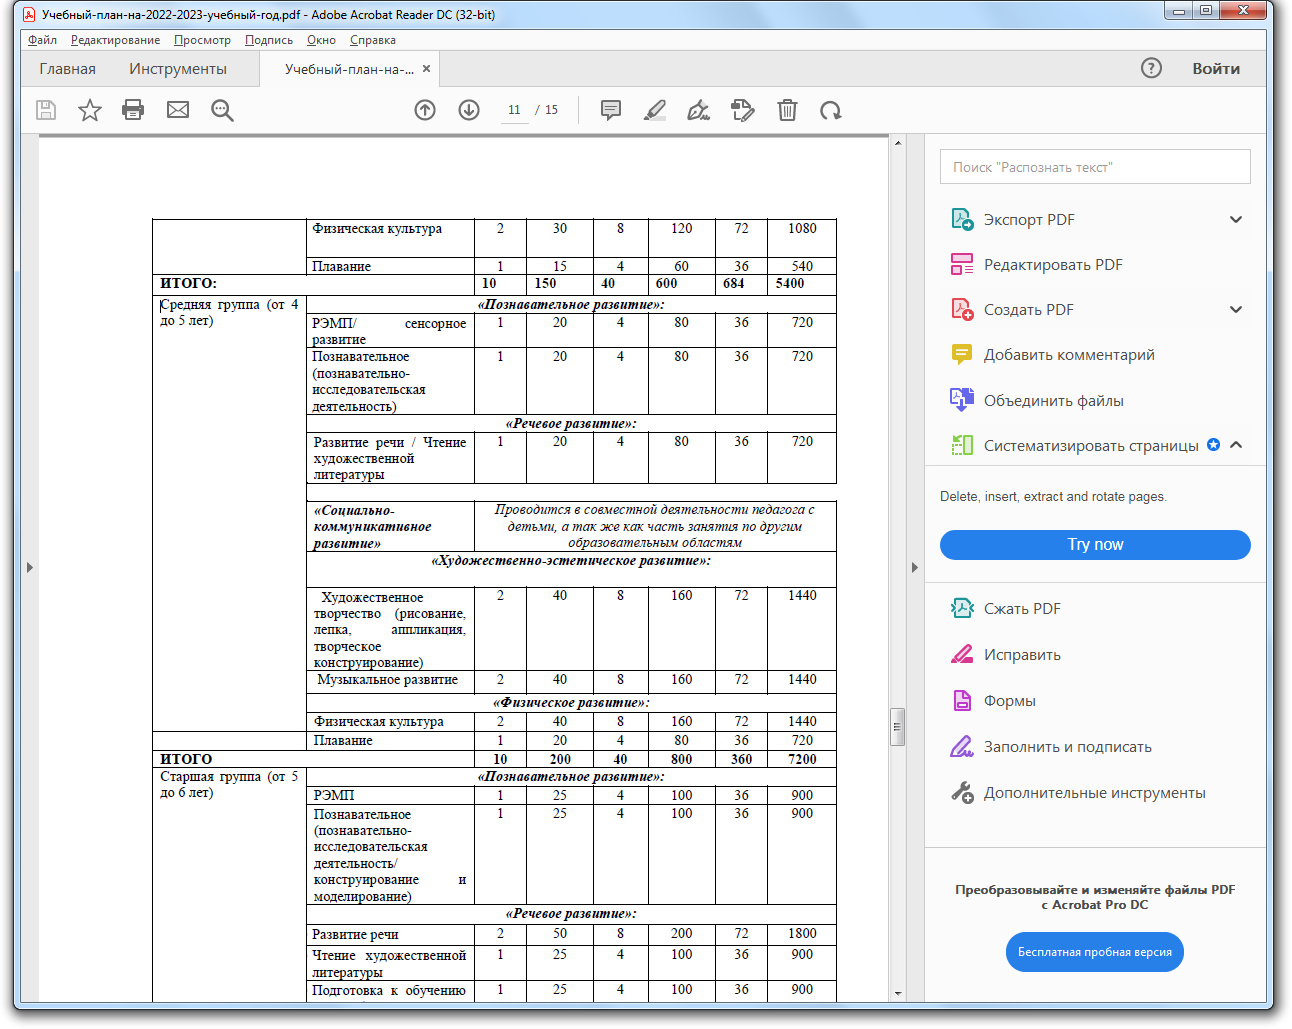 Учебный-план-на-2022-2023-учебный-год.pdf - Adobe Acrobat Reader DC (32-bit)
Файл Редактирование Просмотр Подпись Окно Справка
Главная Инструменты Учебный-план-на-... × ? Войти
11 / 15
Физическая культура 2 30 8 120 72 1080
Плавание 1 15 4 60 36 540
ИТОГО: 10 150 40 600 684 5400
Средняя группа (от 4 «Познавательное развитие»:
до 5 лет) РЭМП/ сенсорное 1 20 4 80 36 720
развитие
Познавательное 1 20 4 80 36 720
(познавательно-
исследовательская
деятельность)
«Речевое развитие»:
Развитие речи / Чтение 1 20 4 80 36 720
художественной
литературы
«Социально- Проводится в совместной деятельности педагога с
коммуникативное детьми, а так же как часть занятия по другим
развитие» образовательным областям
«Художественно-эстетическое развитие»:
Художественное 2 40 8 160 72 1440
творчество (рисование,
лепка, аппликация,
творческое
конструирование)
Музыкальное развитие 2 40 8 160 72 1440
«Физическое развитие»:
Физическая культура 2 40 8 160 72 1440
Плавание 1 20 4 80 36 720
ИТОГО 10 200 40 800 360 7200
Старшая группа (от 5 «Познавательное развитие»:
до 6 лет)
РЭМП 1 25 4 100 36 900
Познавательное 1 25 4 100 36 900
(познавательно-
исследовательская
деятельность/
конструирование и
моделирование)
«Речевое развитие»:
Развитие речи 2 50 8 200 72 1800
Чтение художественной 1 25 4 100 36 900
литературы
Подготовка к обучению 1 25 4 100 36 900
Поиск "Распознать текст"
Экспорт PDF
Редактировать PDF
Создать PDF
Добавить комментарий
Объединить файлы
Систематизировать страницы
Delete, insert, extract and rotate pages.
Try now
Сжать PDF
Исправить
Формы
Заполнить и подписать
Дополнительные инструменты
Преобразовывайте и изменяйте файлы PDF
с Acrobat Pro DC
Бесплатная пробная версия